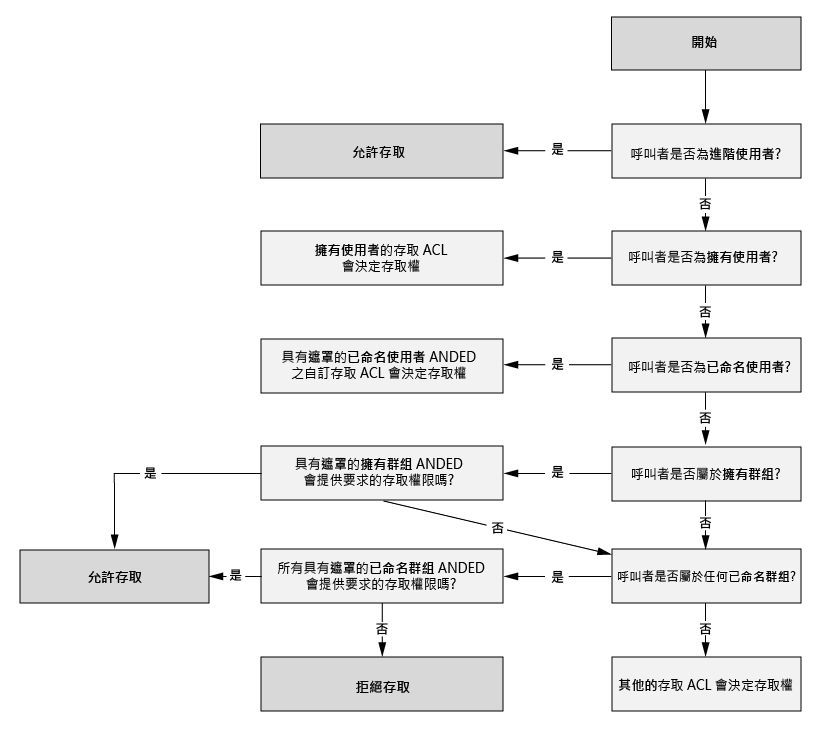 開始
呼叫者是否為進階使用者?
是
允許存取
否
呼叫者是否為擁有使用者?
是
擁有使用者的存取 ACL
會決定存取權
否
呼叫者是否為已命名使用者?
是
具有遮罩的已命名使用者 ANDED
之自訂存取 ACL 會決定存取權
否
呼叫者是否屬於擁有群組?
是
具有遮罩的擁有群組 ANDED
會提供要求的存取權限嗎?
是
否
否
允許存取
呼叫者是否屬於任何已命名群組?
是
所有具有遮罩的已命名群組 ANDED
會提供要求的存取權限嗎?
是
否
否
拒絕存取
其他的存取 ACL 會決定存取權